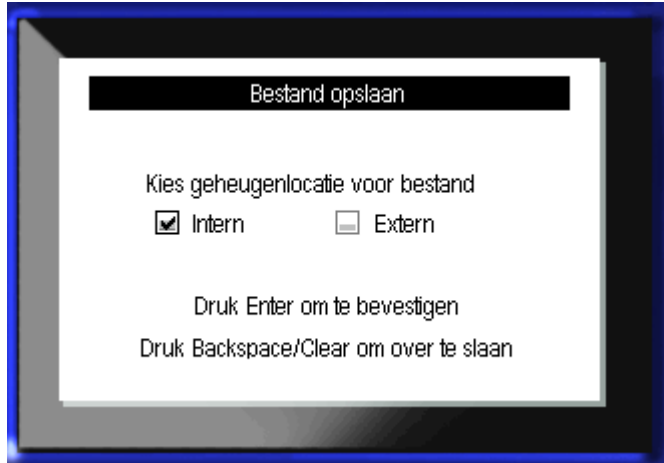 Bestand opslaan
Kies geheugenlocatie voor bestand
Intern Extern
Druk Enter om te bevestigen
Druk Backspace/Clear om over te slaan